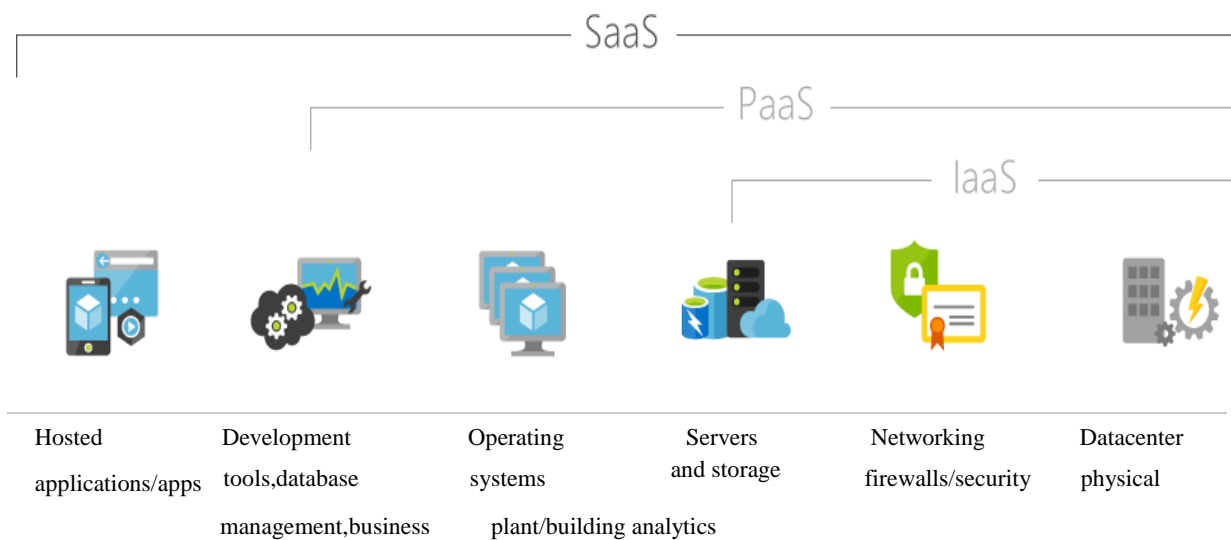 SaaS
PaaS
IaaS
Hosted
applications/apps
Development
tools,database
management,business
Operating
systems
plant/building analytics
Servers
and storage
Networking
firewalls/security
Datacenter
physical